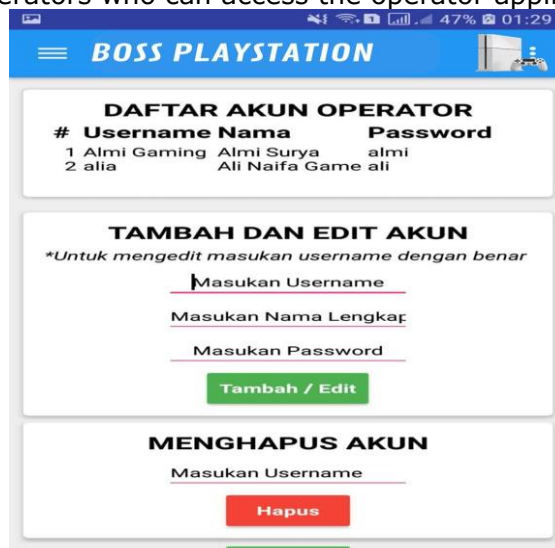 erators who can access the operator appli
47% 01:29
BOSS PLAYSTATION
DAFTAR AKUN OPERATOR
# Username Nama Password
1 Almi Gaming Almi Surya almi
2 alia Ali Naifa Game ali
TAMBAH DAN EDIT AKUN
*Untuk mengedit masukan username dengan benar
Masukan Username
Masukan Nama Lengkap
Masukan Password
Tambah / Edit
MENGHAPUS AKUN
Masukan Username
Hapus